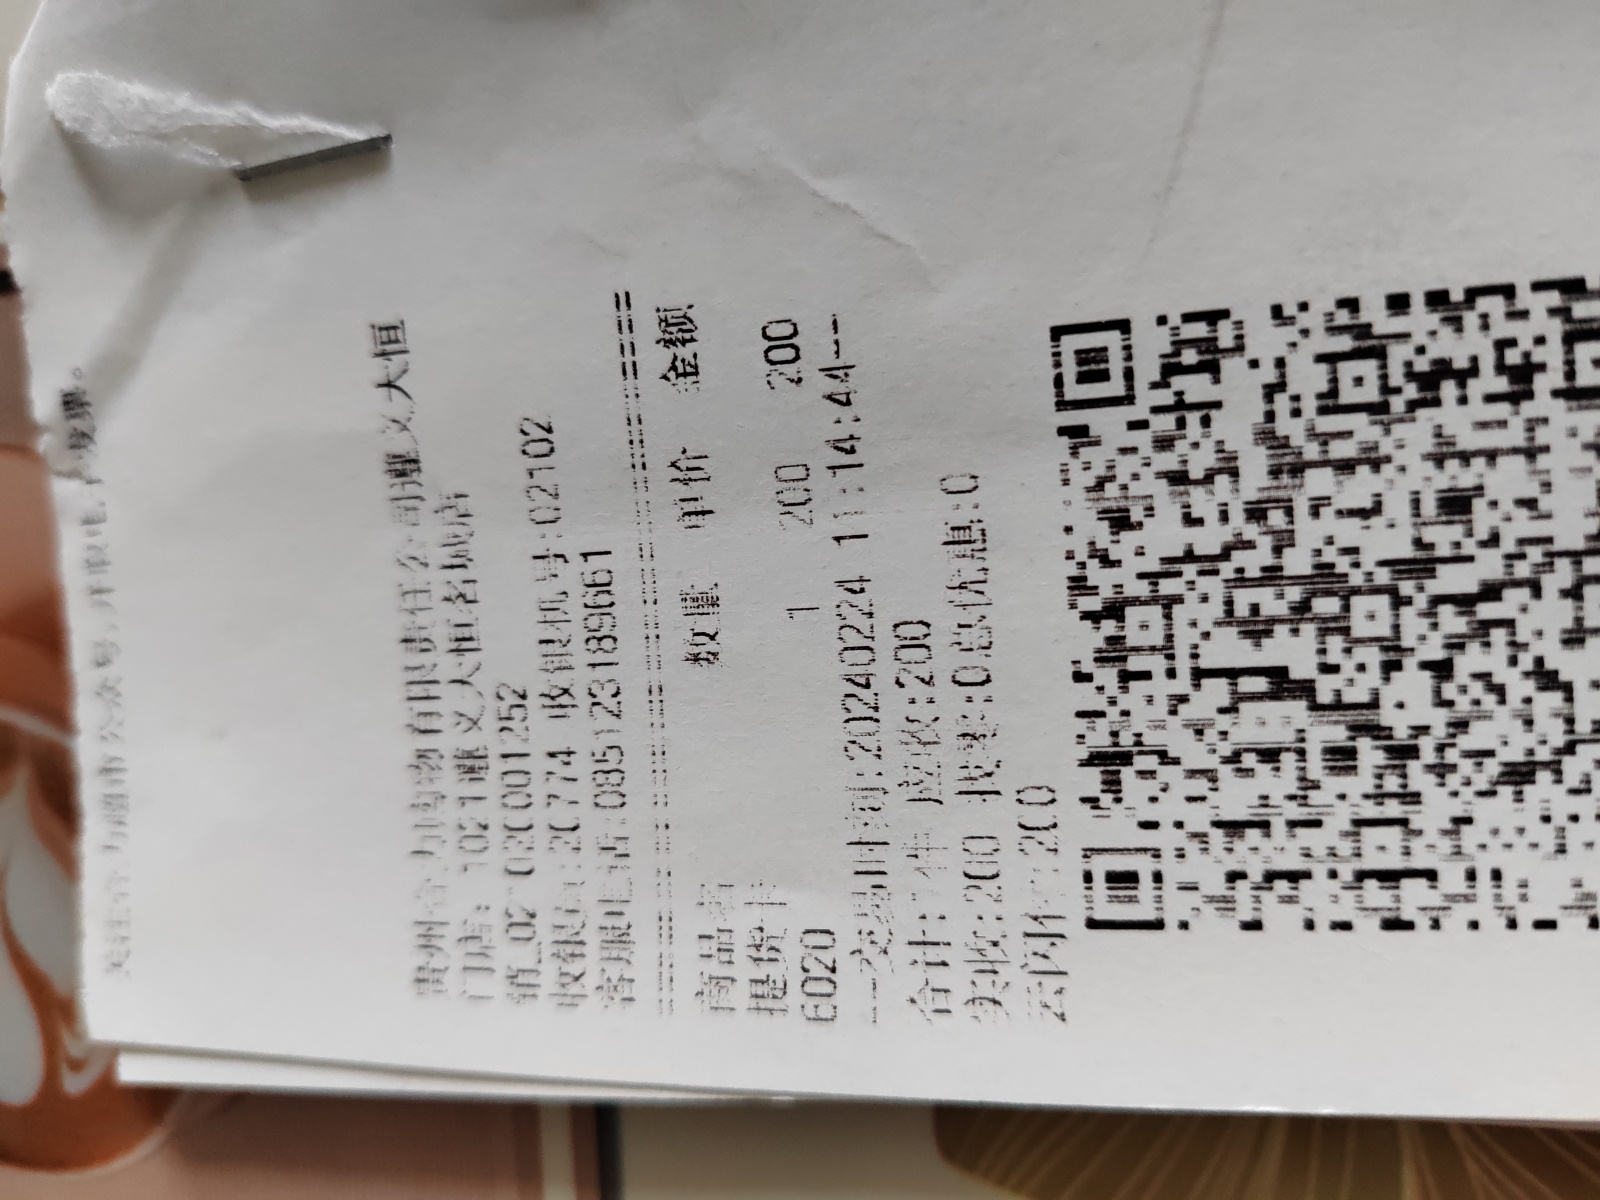 关注合力超市公众号,开取电子发票。
贵州合力购物有限责任公司遵义大恒
门店: 1021遵义大恒名城店
销_02102C001252
收银员:20774 收银机号:02102
客服电话:085123189661
商品名 数量 单价 金额
提货卡
6020 1 200 200
--交易时间:20240224 11:14:44--
合计:1件 应收:200
实收:200 找零:0总优惠:0
云闪付:200